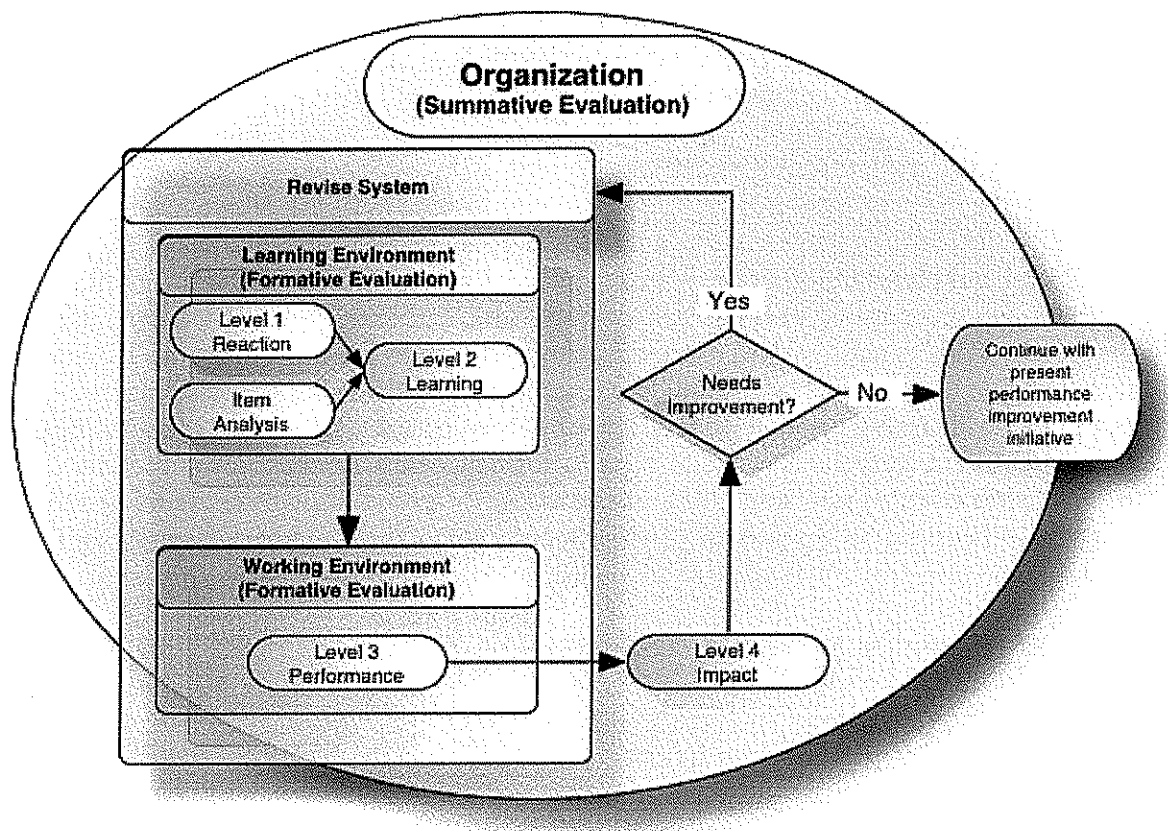 Organization
(Summative Evaluation)
Revise System
Learning Environment
(Formative Evaluation)
Level 1
Reaction
Level 2
Learning
Item
Analysis
Working Environment
(Formative Evaluation)
Level 3
Performance
Level 4
Impact
Needs
Improvement?
Yes
No
Continue with
present
performance
improvement
initiative